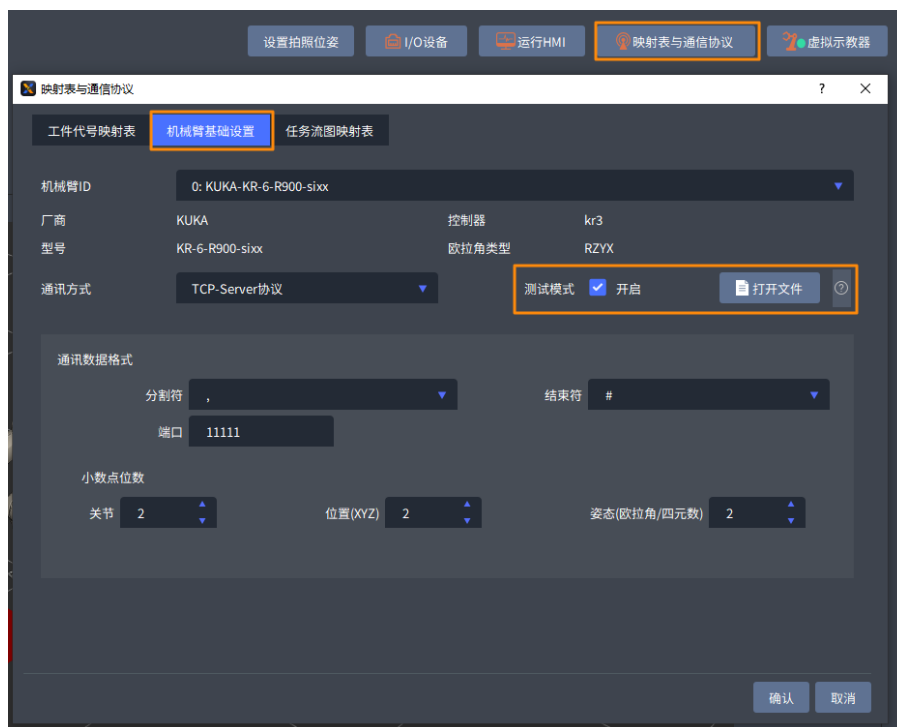 设置拍照位姿 I/O设备 运行HMI 映射表与通信协议 虚拟示教器
映射表与通信协议 ? ×
工件代号映射表 机械臂基础设置 任务流图映射表
机械臂ID 0: KUKA-KR-6-R900-sixx
厂商 KUKA 控制器 kr3
型号 KR-6-R900-sixx 欧拉角类型 RZYX
通讯方式 TCP-Server协议 测试模式 开启 打开文件 ?
通讯数据格式
分割符 , 结束符 #
端口 11111
小数点位数
关节 2 位置(XYZ) 2 姿态(欧拉角/四元数) 2
确认 取消